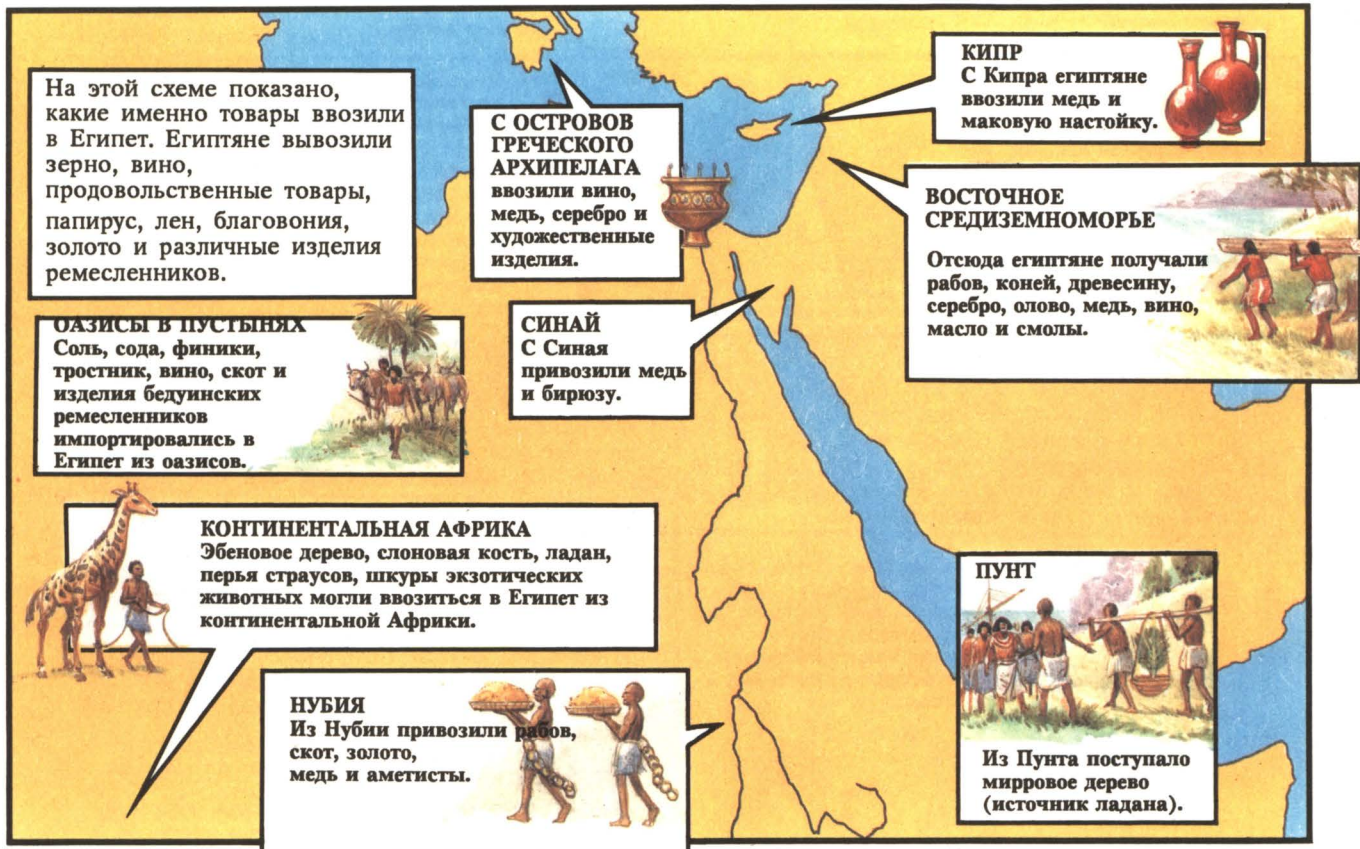 На этой схеме показано,
какие именно товары ввозили
в Египет. Египтяне вывозили
зерно, вино,
продовольственные товары,
папирус, лен, благовония,
золото и различные изделия
ремесленников.
С ОСТРОВОВ
ГРЕЧЕСКОГО
АРХИПЕЛАГА
ввозили вино,
медь, серебро и
художественные
изделия.
КИПР
С Кипра египтяне
ввозили медь и
маковую настойку.
ВОСТОЧНОЕ
СРЕДИЗЕМНОМОРЬЕ
Отсюда египтяне получали
рабов, коней, древесину,
серебро, олово, медь, вино,
масло и смолы.
ОАЗИСЫ В ПУСТЫНЯХ
Соль, сода, финики,
тростник, вино, скот и
изделия бедуинских
ремесленников
импортировались в
Египет из оазисов.
СИНАЙ
С Синая
привозили медь
и бирюзу.
КОНТИНЕНТАЛЬНАЯ АФРИКА
Эбеновое дерево, слоновая кость, ладан,
перья страусов, шкуры экзотических
животных могли ввозиться в Египет из
континентальной Африки.
НУБИЯ
Из Нубии привозили рабов,
скот, золото,
медь и аметисты.
ПУНТ
Из Пунта поступало
мирровое дерево
(источник ладана).